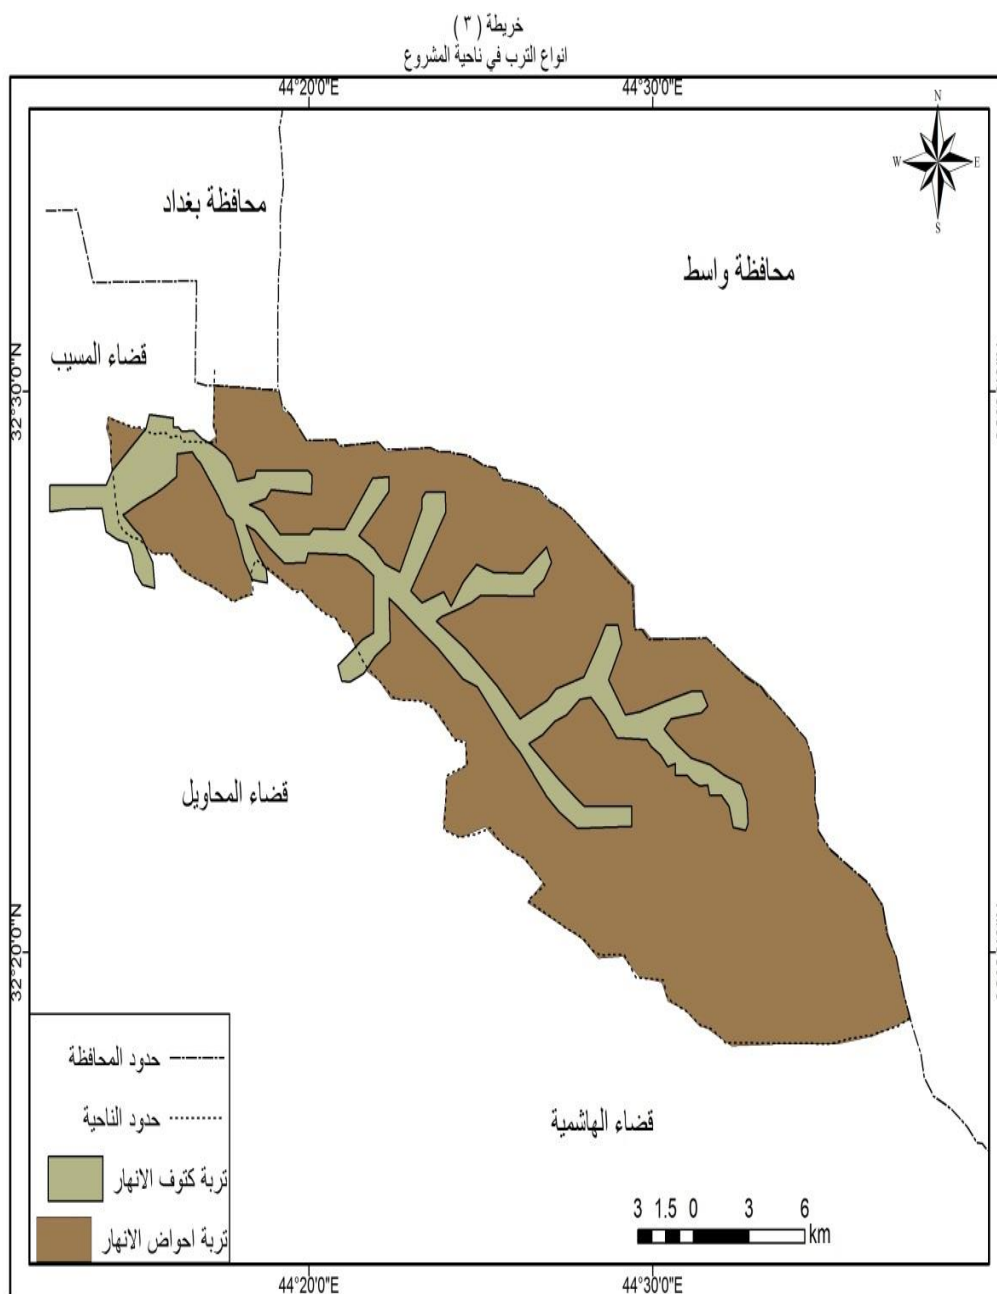 خريطة ( ٣ )
انواع الترب في ناحية المشروع
44°20'0"E 44°30'0"E
N
W E
S
محافظة بغداد
محافظة واسط
قضاء المسيب
32°30'0"N
قضاء المحاويل
32°20'0"N
حدود المحافظة
حدود الناحية
تربة كتوف الانهار
تربة احواض الانهار
قضاء الهاشمية
3 1.5 0 3 6
km
44°20'0"E 44°30'0"E